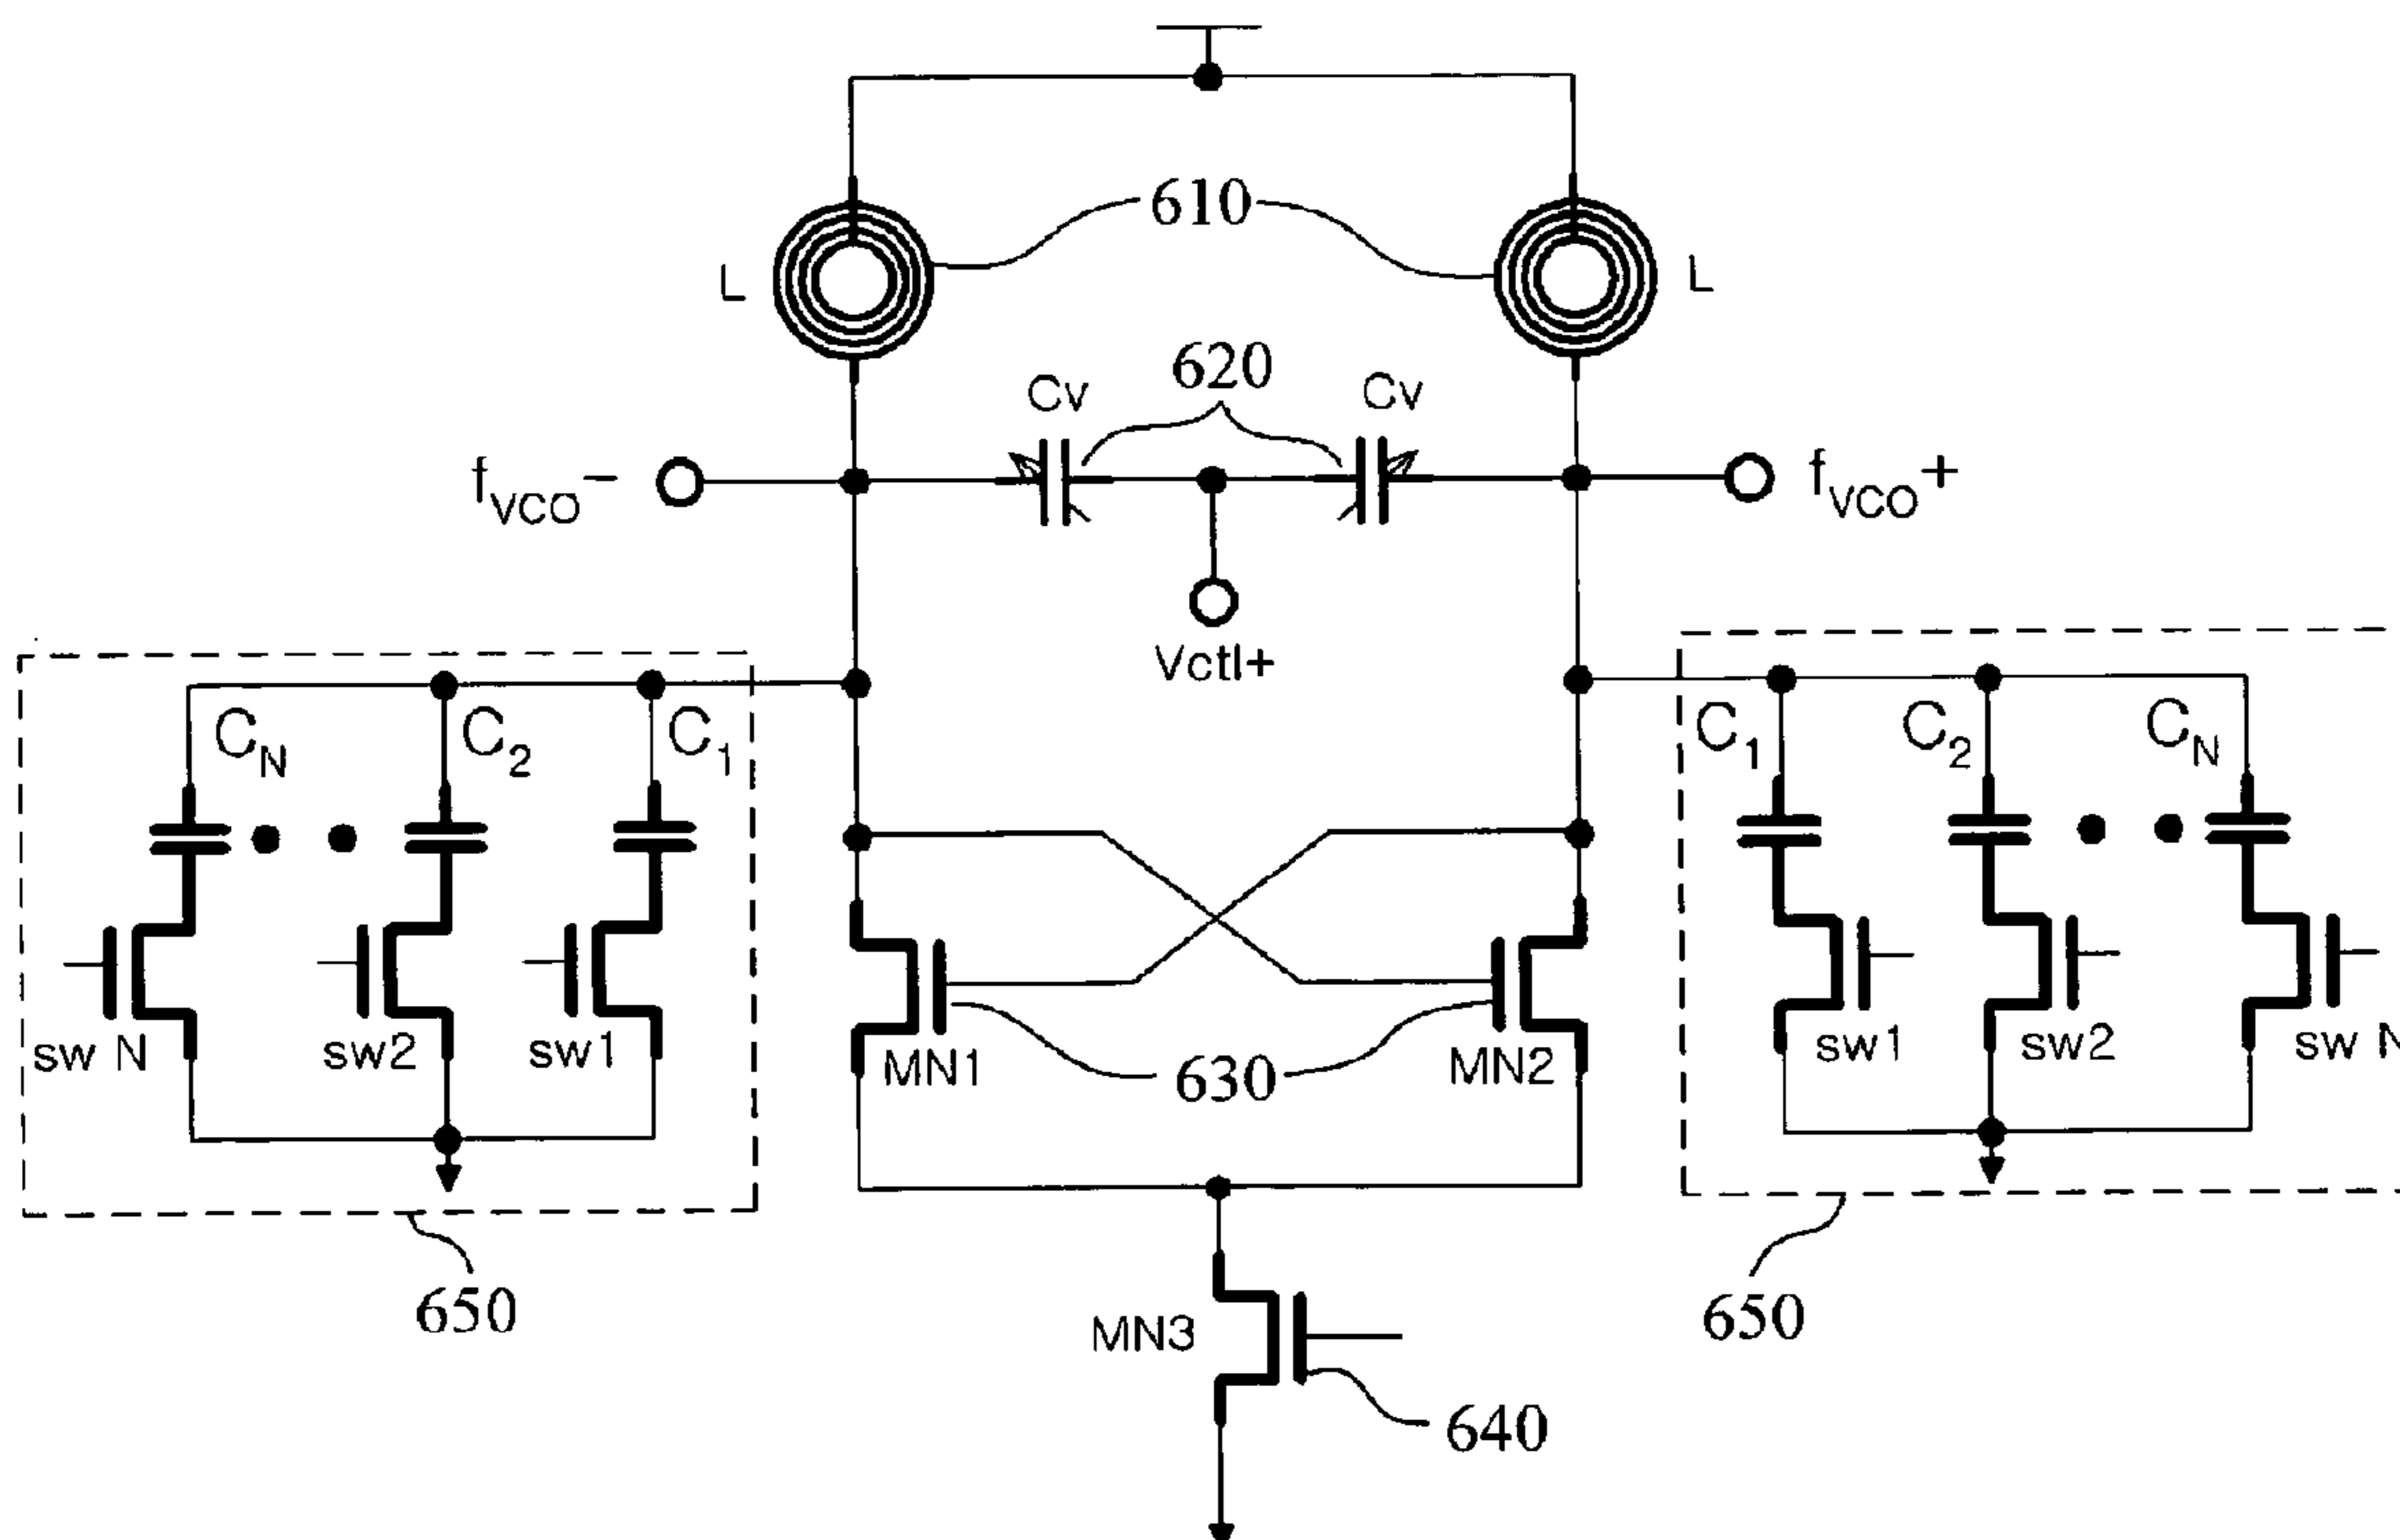 610
L
L
620
Cv
Cv
fVCO−
fVCO+
Vctl+
CN
C2
C1
C1
C2
CN
sw N
sw2
sw1
MN1
630
MN2
sw1
sw2
sw N
650
MN3
650
640